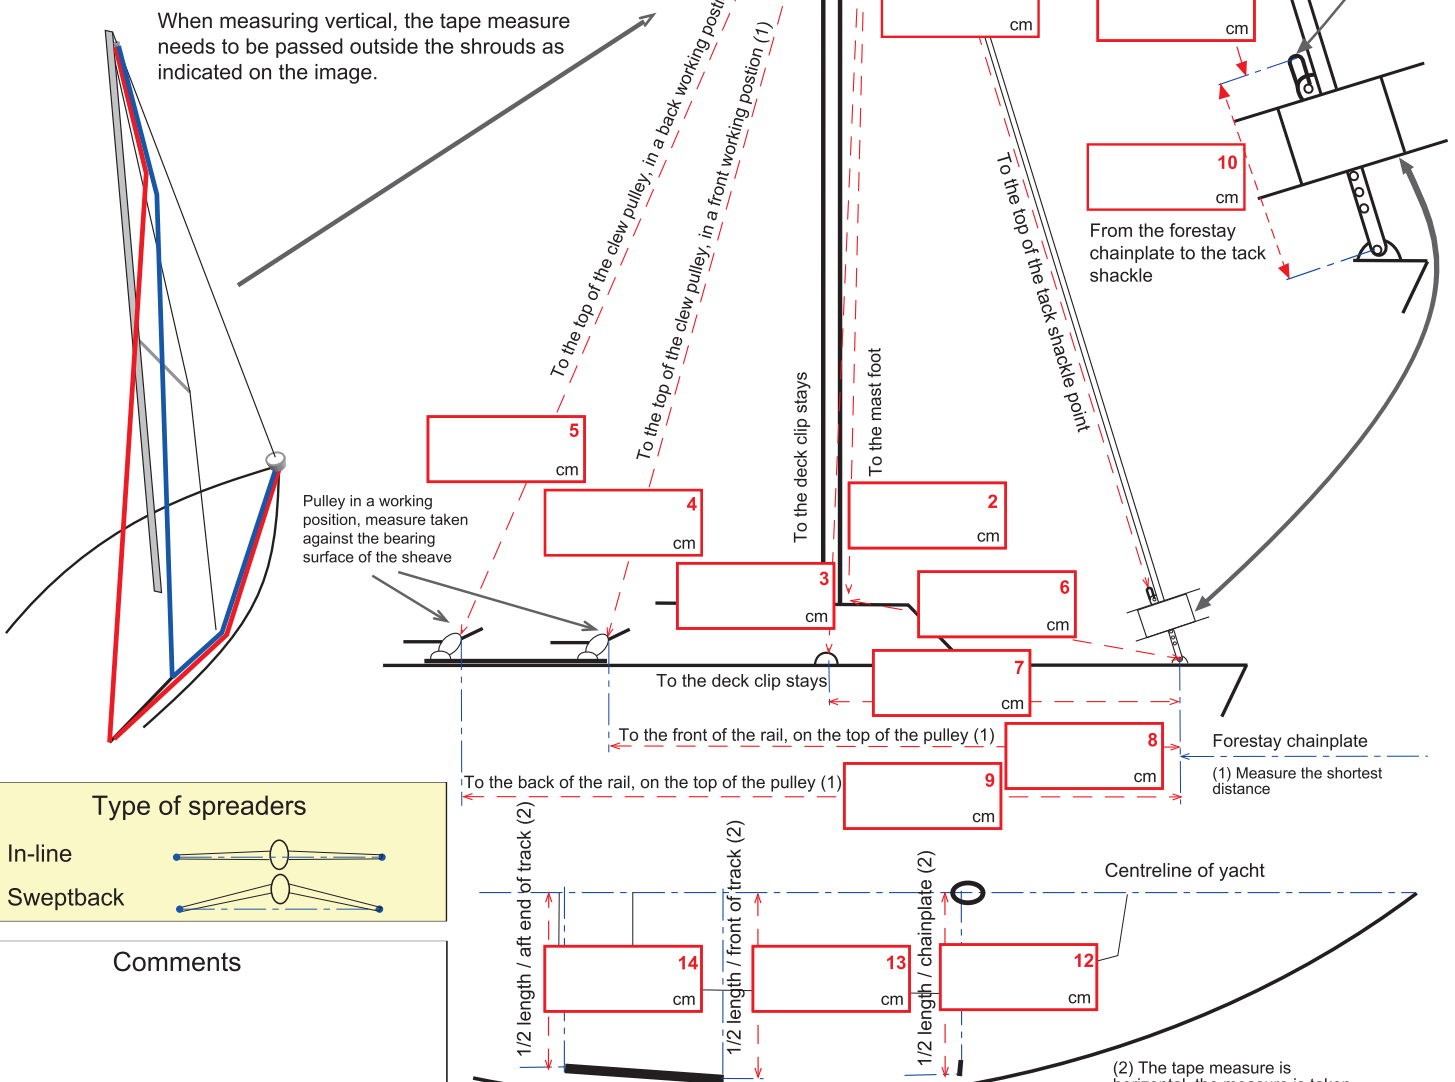 When measuring vertical, the tape measure
needs to be passed outside the shrouds as
indicated on the image.
cm
cm
10
cm
From the forestay
chainplate to the tack
shackle
To the top of the clew pulley, in a back working
To the top of the clew pulley, in a front working postion (1)
To the deck clip stays
To the mast foot
To the top of the tack shackle point
5
cm
4
cm
2
cm
3
cm
6
cm
Pulley in a working
position, measure taken
against the bearing
surface of the sheave
To the deck clip stays
7
cm
To the front of the rail, on the top of the pulley (1)
8
cm
Forestay chainplate
(1) Measure the shortest
distance
To the back of the rail, on the top of the pulley (1)
9
cm
Type of spreaders
In-line
Sweptback
Comments
Centreline of yacht
1/2 length / aft end of track (2)
14
cm
1/2 length / front of track (2)
13
cm
1/2 length / chainplate (2)
12
cm
(2) The tape measure is